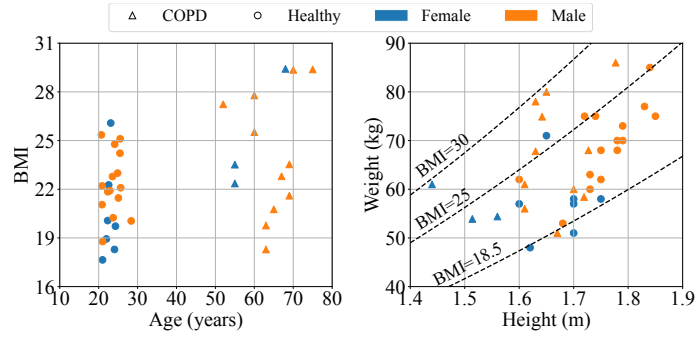 COPD Healthy Female Male
31
28
25
22
19
16
BMI
10 20 30 40 50 60 70 80
Age (years)
90
80
70
60
50
40
Weight (kg)
BMI=30
BMI=25
BMI=18.5
1.4 1.5 1.6 1.7 1.8 1.9
Height (m)